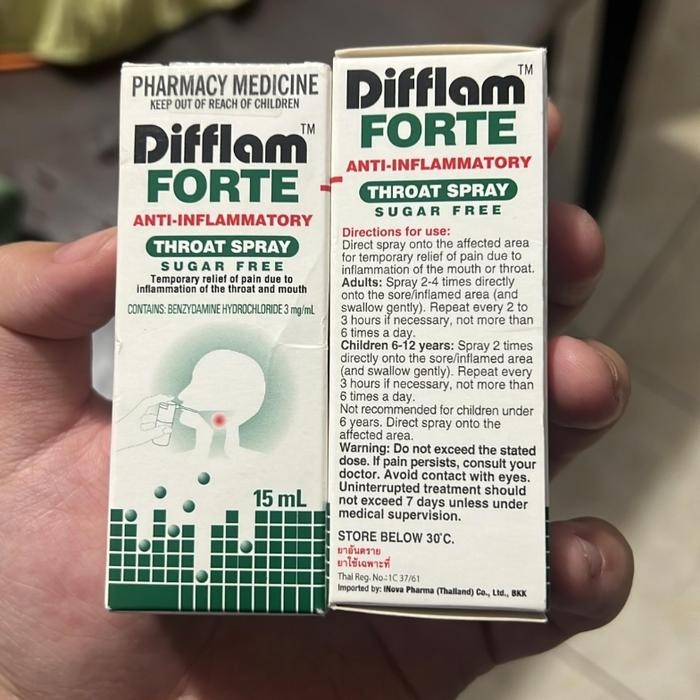 PHARMACY MEDICINE
KEEP OUT OF REACH OF CHILDREN
Difflam™
FORTE
ANTI-INFLAMMATORY
THROAT SPRAY
SUGAR FREE
Temporary relief of pain due to
inflammation of the throat and mouth
CONTAINS: BENZYDAMINE HYDROCHLORIDE 3 mg/mL
15 mL
Difflam™
FORTE
ANTI-INFLAMMATORY
THROAT SPRAY
SUGAR FREE
Directions for use:
Direct spray onto the affected area
for temporary relief of pain due to
inflammation of the mouth or throat.
Adults: Spray 2-4 times directly
onto the sore/inflamed area (and
swallow gently). Repeat every 2 to
3 hours if necessary, not more than
6 times a day.
Children 6-12 years: Spray 2 times
directly onto the sore/inflamed area
(and swallow gently). Repeat every
3 hours if necessary, not more than
6 times a day.
Not recommended for children under
6 years. Direct spray onto the
affected area.
Warning: Do not exceed the stated
dose. If pain persists, consult your
doctor. Avoid contact with eyes.
Uninterrupted treatment should
not exceed 7 days unless under
medical supervision.
STORE BELOW 30°C.
ยาอันตราย
ยาใช้เฉพาะที่
Thai Reg. No.:1C 37/61
Imported by: iNova Pharma (Thailand) Co., Ltd., BKK